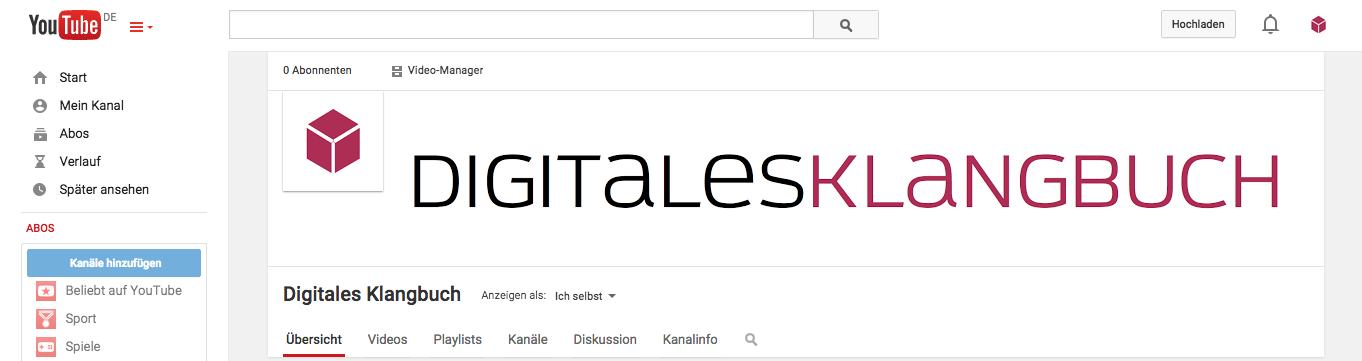 YouTube DE
Hochladen
Start
Mein Kanal
Abos
Verlauf
Später ansehen
ABOS
Kanäle hinzufügen
Beliebt auf YouTube
Sport
Spiele
0 Abonnenten Video-Manager
DIGITaLesKLaNGBUCH
Digitales Klangbuch Anzeigen als: Ich selbst
Übersicht Videos Playlists Kanäle Diskussion Kanalinfo